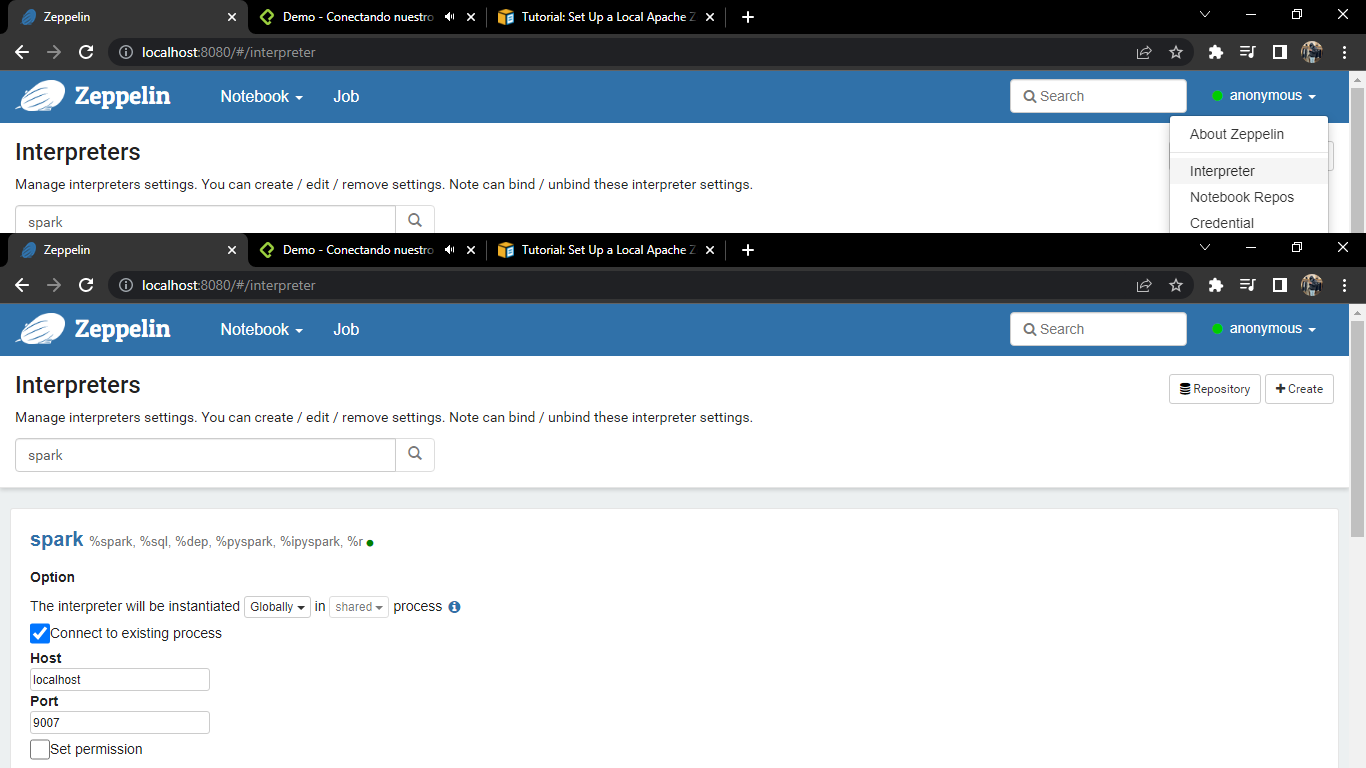 Zeppelin
Demo - Conectando nuestro
Tutorial: Set Up a Local Apache Z
localhost:8080/#/interpreter
Zeppelin Notebook Job Search anonymous
About Zeppelin
Interpreters
Interpreter
Manage interpreters settings. You can create / edit / remove settings. Note can bind / unbind these interpreter settings.
Notebook Repos
spark
Credential
Zeppelin
Demo - Conectando nuestro
Tutorial: Set Up a Local Apache Z
localhost:8080/#/interpreter
Zeppelin Notebook Job Search anonymous
Interpreters
Repository Create
Manage interpreters settings. You can create / edit / remove settings. Note can bind / unbind these interpreter settings.
spark
spark %spark, %sql, %dep, %pyspark, %ipyspark, %r
Option
The interpreter will be instantiated Globally in shared process
Connect to existing process
Host
localhost
Port
9007
Set permission